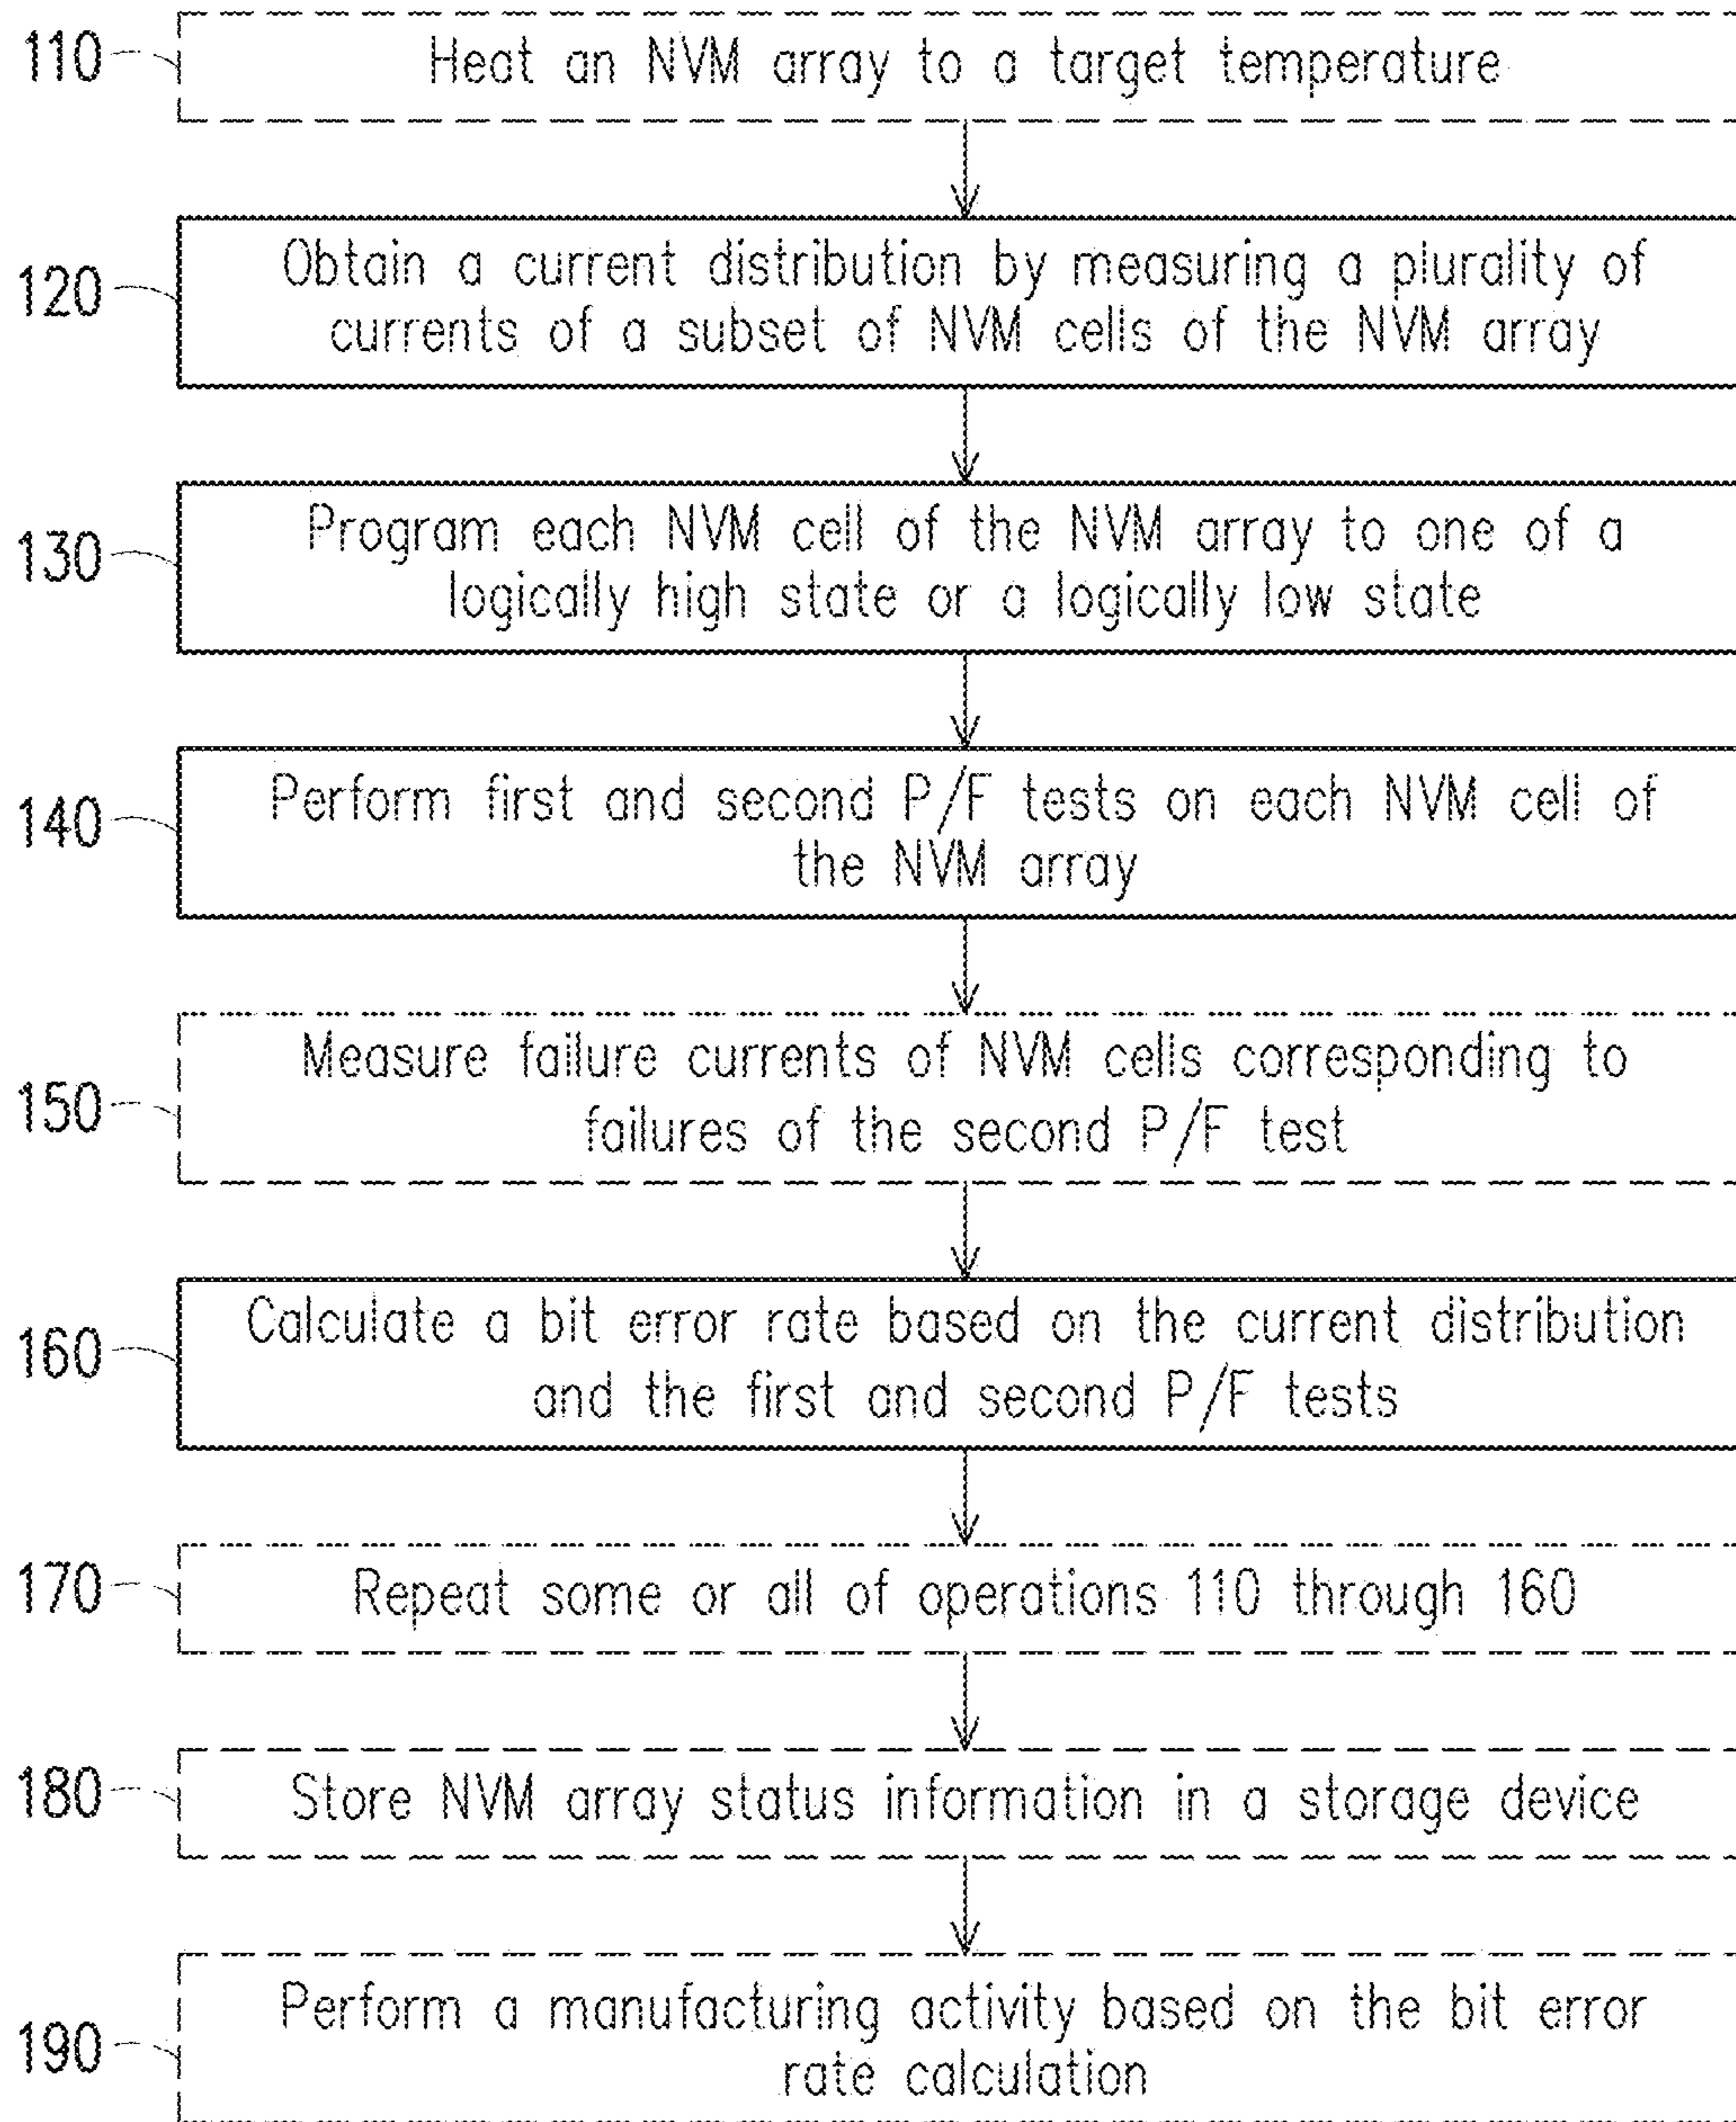 110
Heat an NVM array to a target temperature
120
Obtain a current distribution by measuring a plurality of
currents of a subset of NVM cells of the NVM array
130
Program each NVM cell of the NVM array to one of a
logically high state or a logically low state
140
Perform first and second P/F tests on each NVM cell of
the NVM array
150
Measure failure currents of NVM cells corresponding to
failures of the second P/F test
160
Calculate a bit error rate based on the current distribution
and the first and second P/F tests
170
Repeat some or all of operations 110 through 160
180
Store NVM array status information in a storage device
190
Perform a manufacturing activity based on the bit error
rate calculation